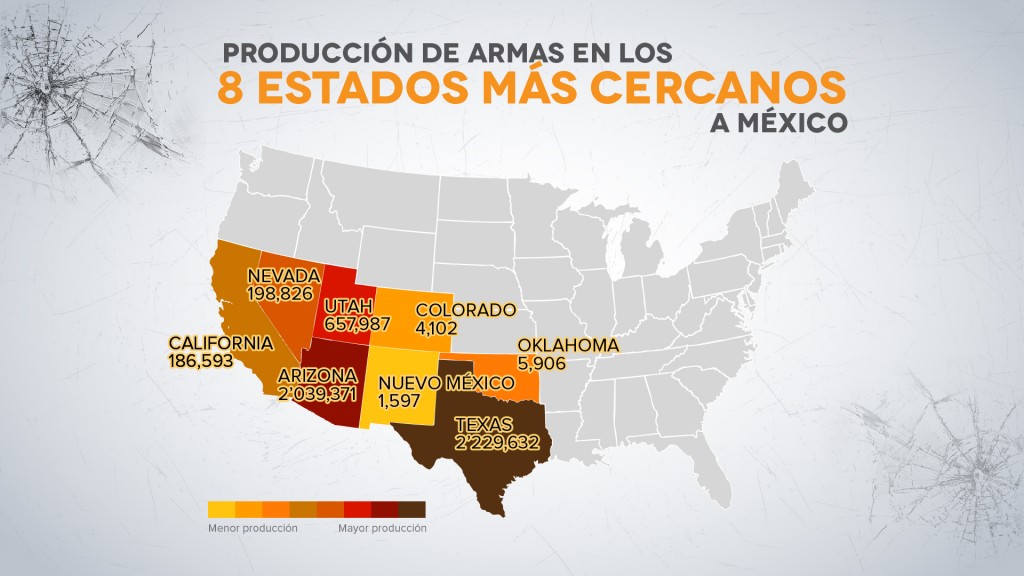 PRODUCCIÓN DE ARMAS EN LOS
8 ESTADOS MÁS CERCANOS
A MÉXICO
NEVADA
198,826
UTAH
657,987
COLORADO
4,102
CALIFORNIA
186,593
OKLAHOMA
5,906
ARIZONA
2'039,371
NUEVO MÉXICO
1,597
TEXAS
2'229,632
Menor producción
Mayor producción